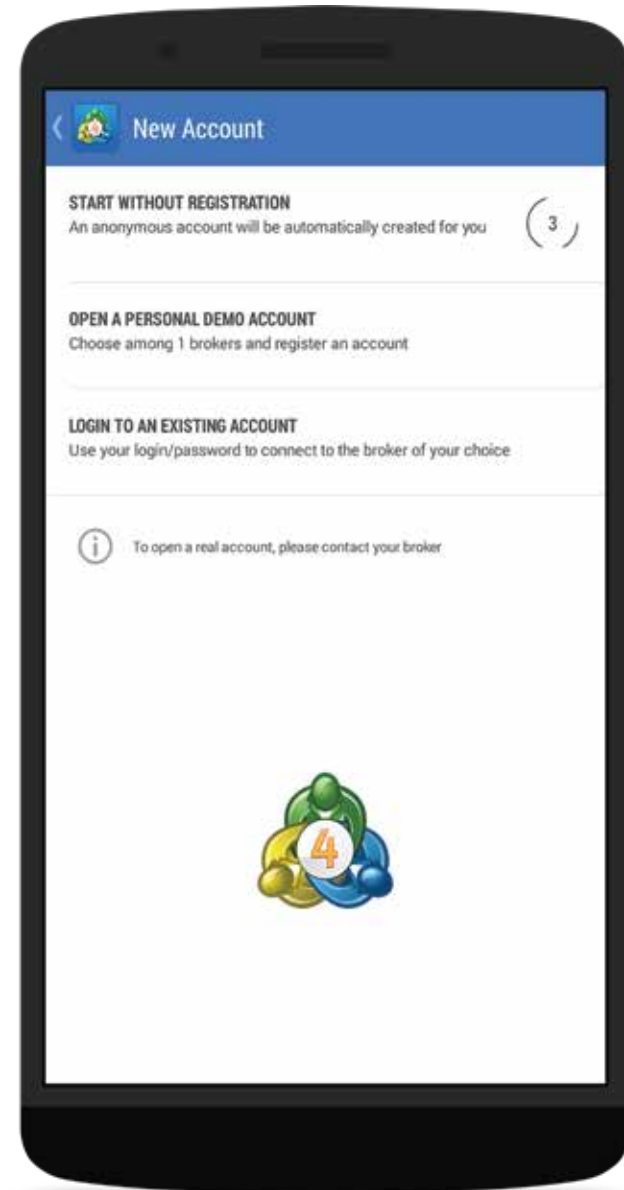 New Account
START WITHOUT REGISTRATION
An anonymous account will be automatically created for you
3
OPEN A PERSONAL DEMO ACCOUNT
Choose among 1 brokers and register an account
LOGIN TO AN EXISTING ACCOUNT
Use your login/password to connect to the broker of your choice
To open a real account, please contact your broker
4